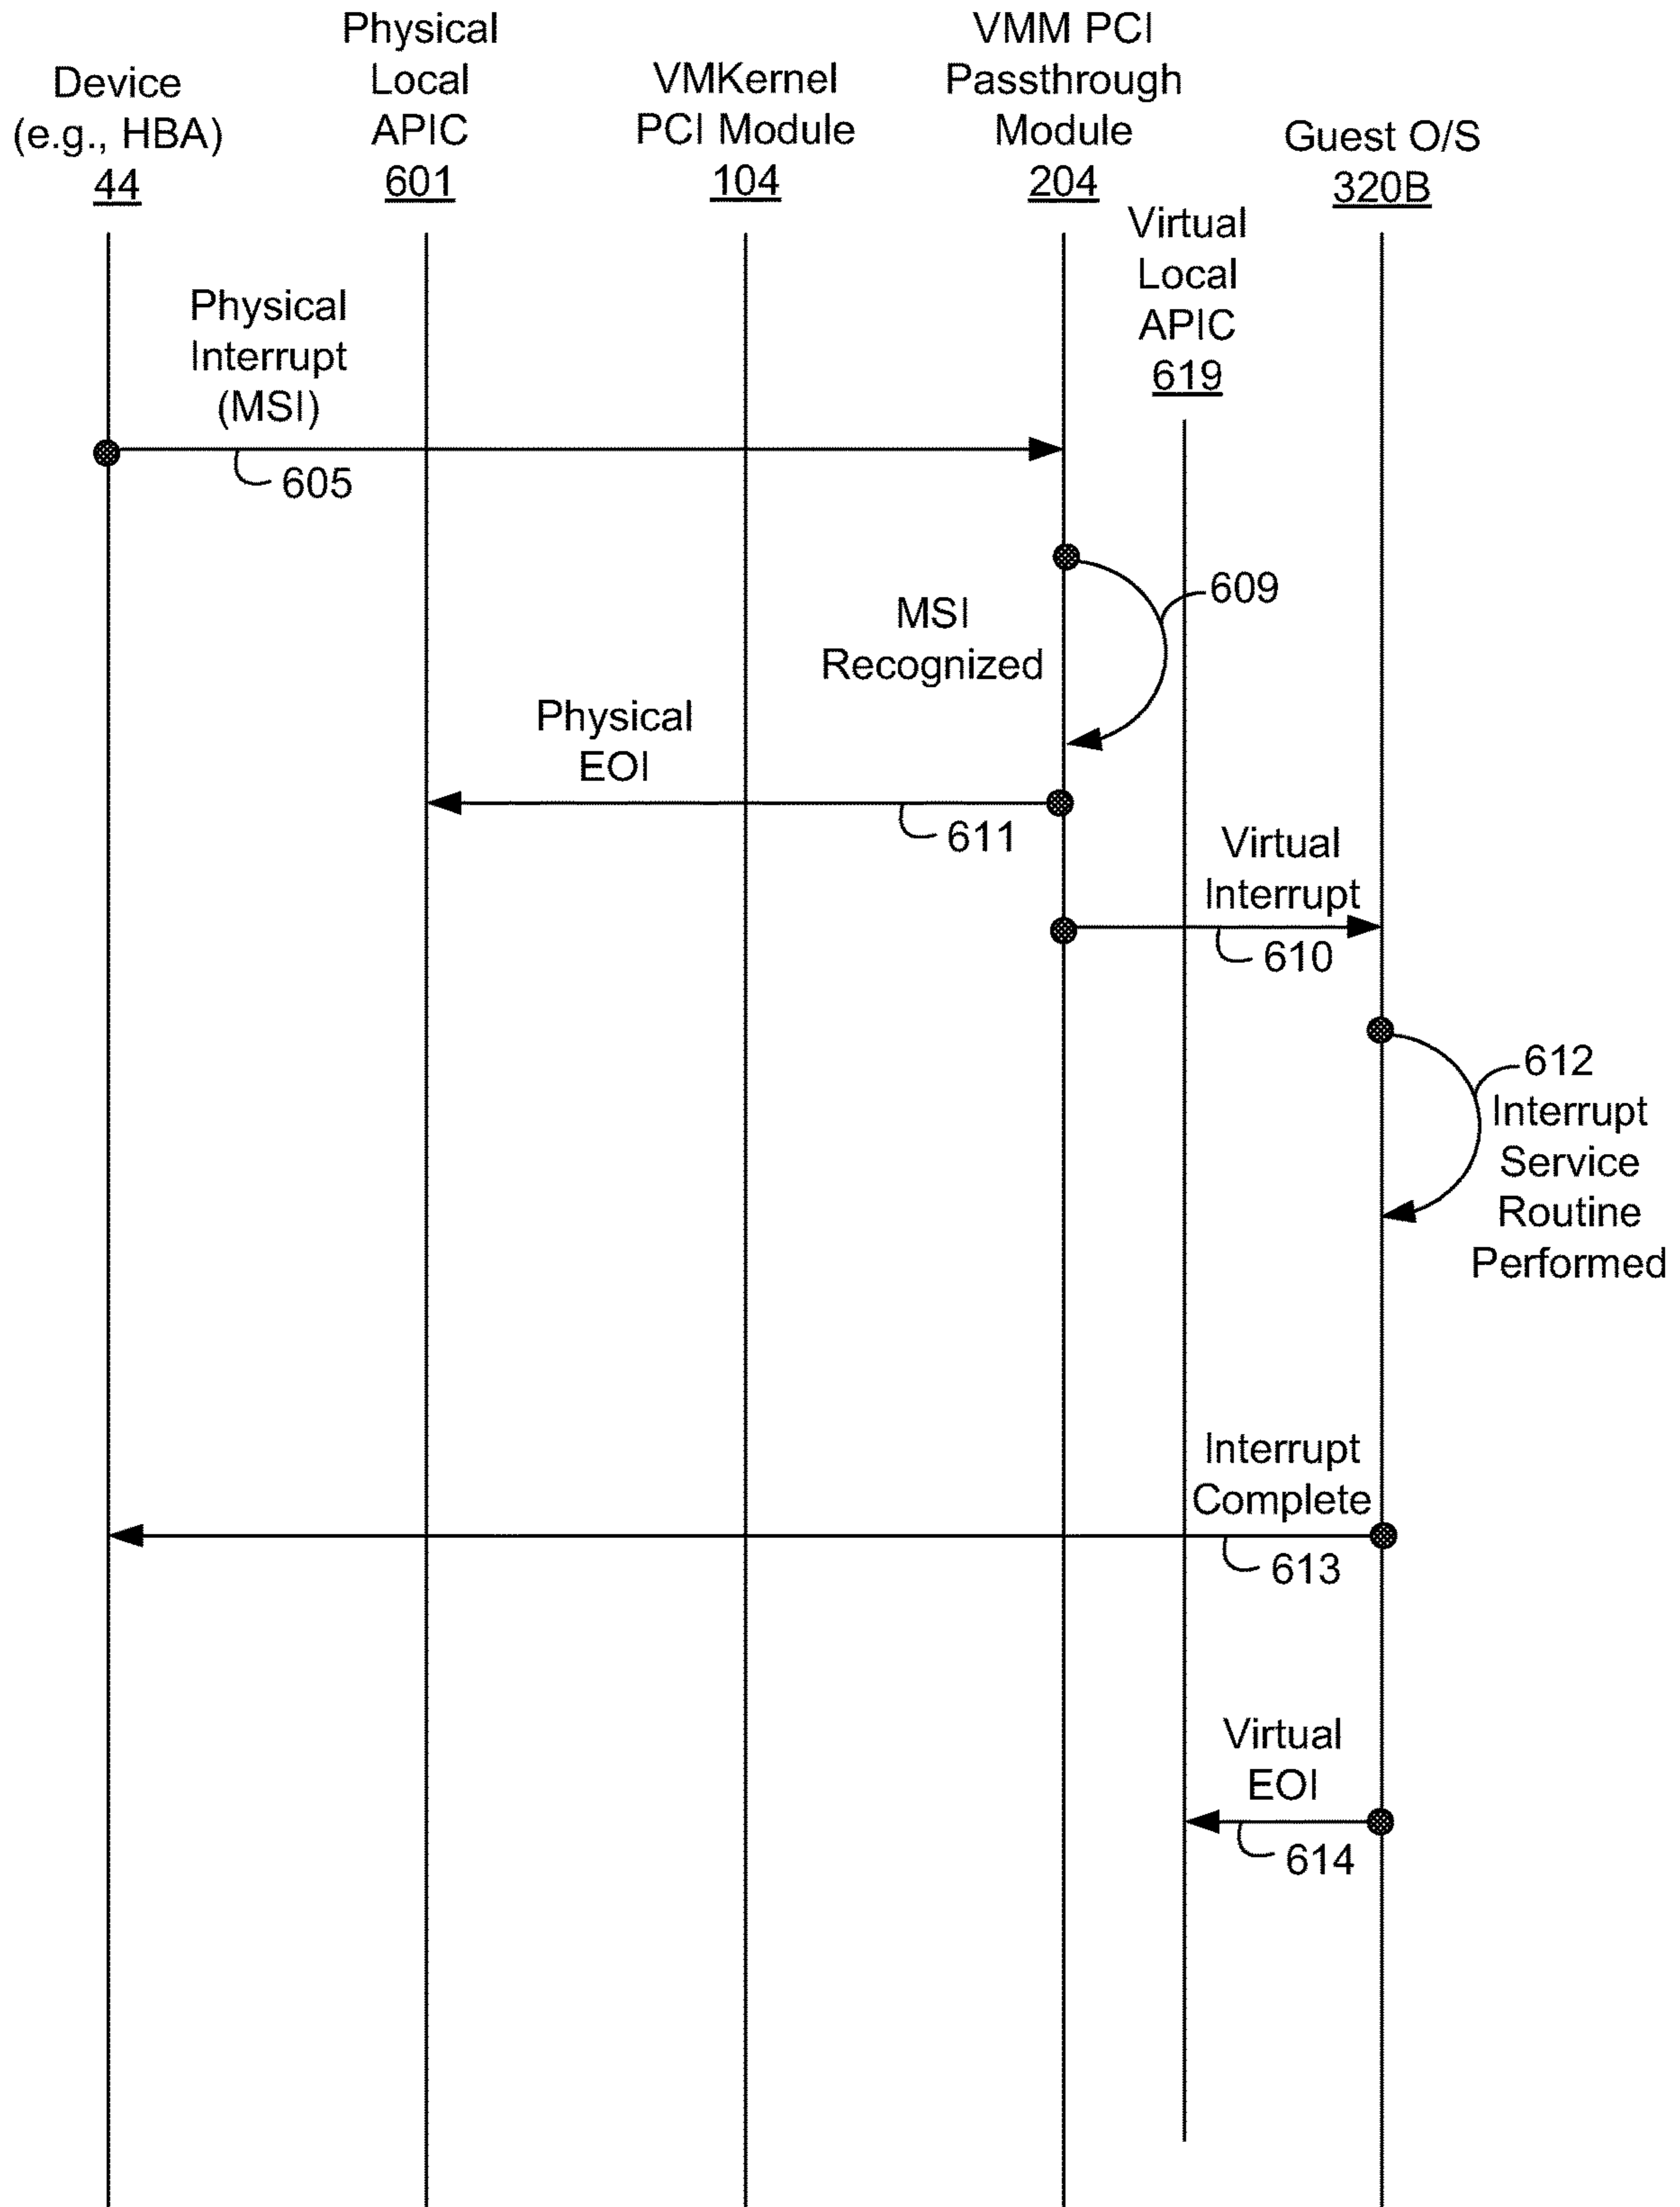 Device
(e.g., HBA)
44
Physical
Local
APIC
601
VMKernel
PCI Module
104
VMM PCI
Passthrough
Module
204
Guest O/S
320B
Virtual
Local
APIC
619
Physical
Interrupt
(MSI)
605
609
MSI
Recognized
Physical
EOI
611
Virtual
Interrupt
610
612
Interrupt
Service
Routine
Performed
Interrupt
Complete
613
Virtual
EOI
614